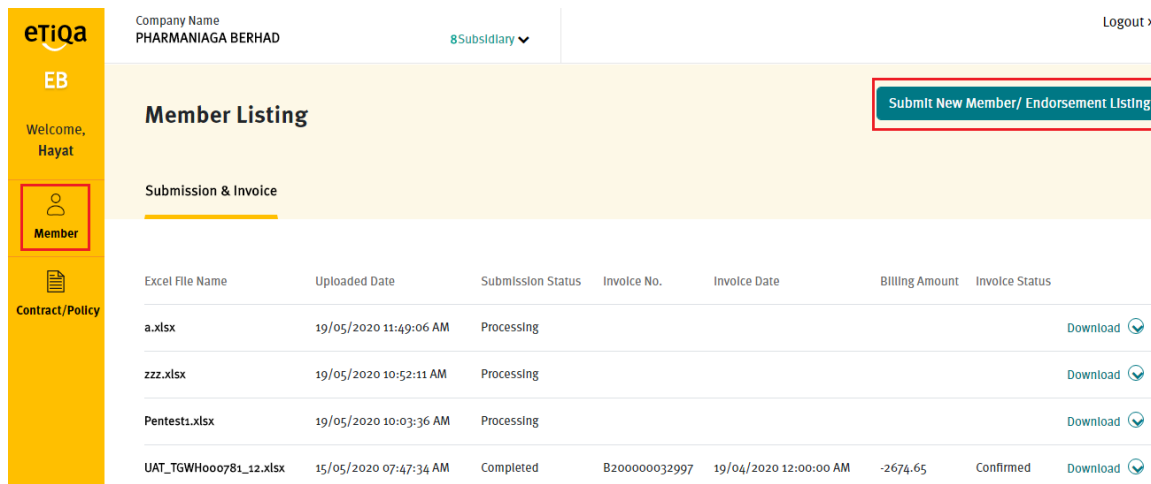 eTiQa
EB
Welcome,
Hayat
Member
Contract/Policy
Company Name
PHARMANIAGA BERHAD
8 Subsidiary
Logout
Member Listing
Submit New Member/ Endorsement Listing
Submission & Invoice
Excel File Name Uploaded Date Submission Status Invoice No. Invoice Date Billing Amount Invoice Status
a.xlsx 19/05/2020 11:49:06 AM Processing Download
zzz.xlsx 19/05/2020 10:52:11 AM Processing Download
Pentest1.xlsx 19/05/2020 10:03:36 AM Processing Download
UAT_TGWH000781_12.xlsx 15/05/2020 07:47:34 AM Completed B200000032997 19/04/2020 12:00:00 AM -2674.65 Confirmed Download